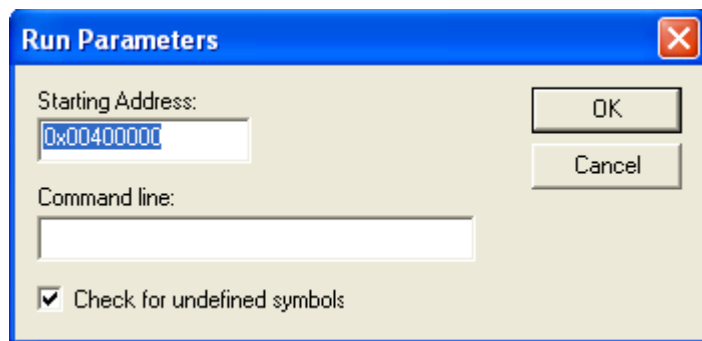 Run Parameters
Starting Address:
OK
0x00400000
Cancel
Command line:
Check for undefined symbols